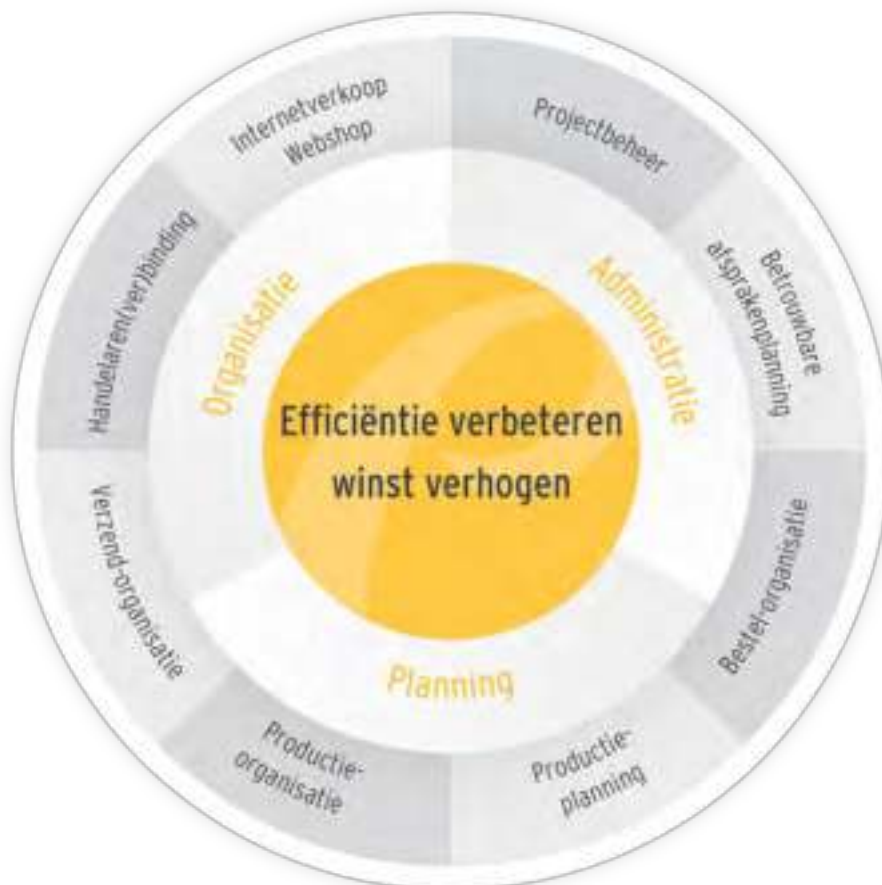 Internetverkoop
Webshop
Projectbeheer
Betrouwbare
afsprakenplanning
Bestel-organisatie
Productie-
planning
Productie-
organisatie
Verzend-organisatie
Handelaren(ver)binding
Organisatie
Administratie
Planning
Efficiëntie verbeteren
winst verhogen